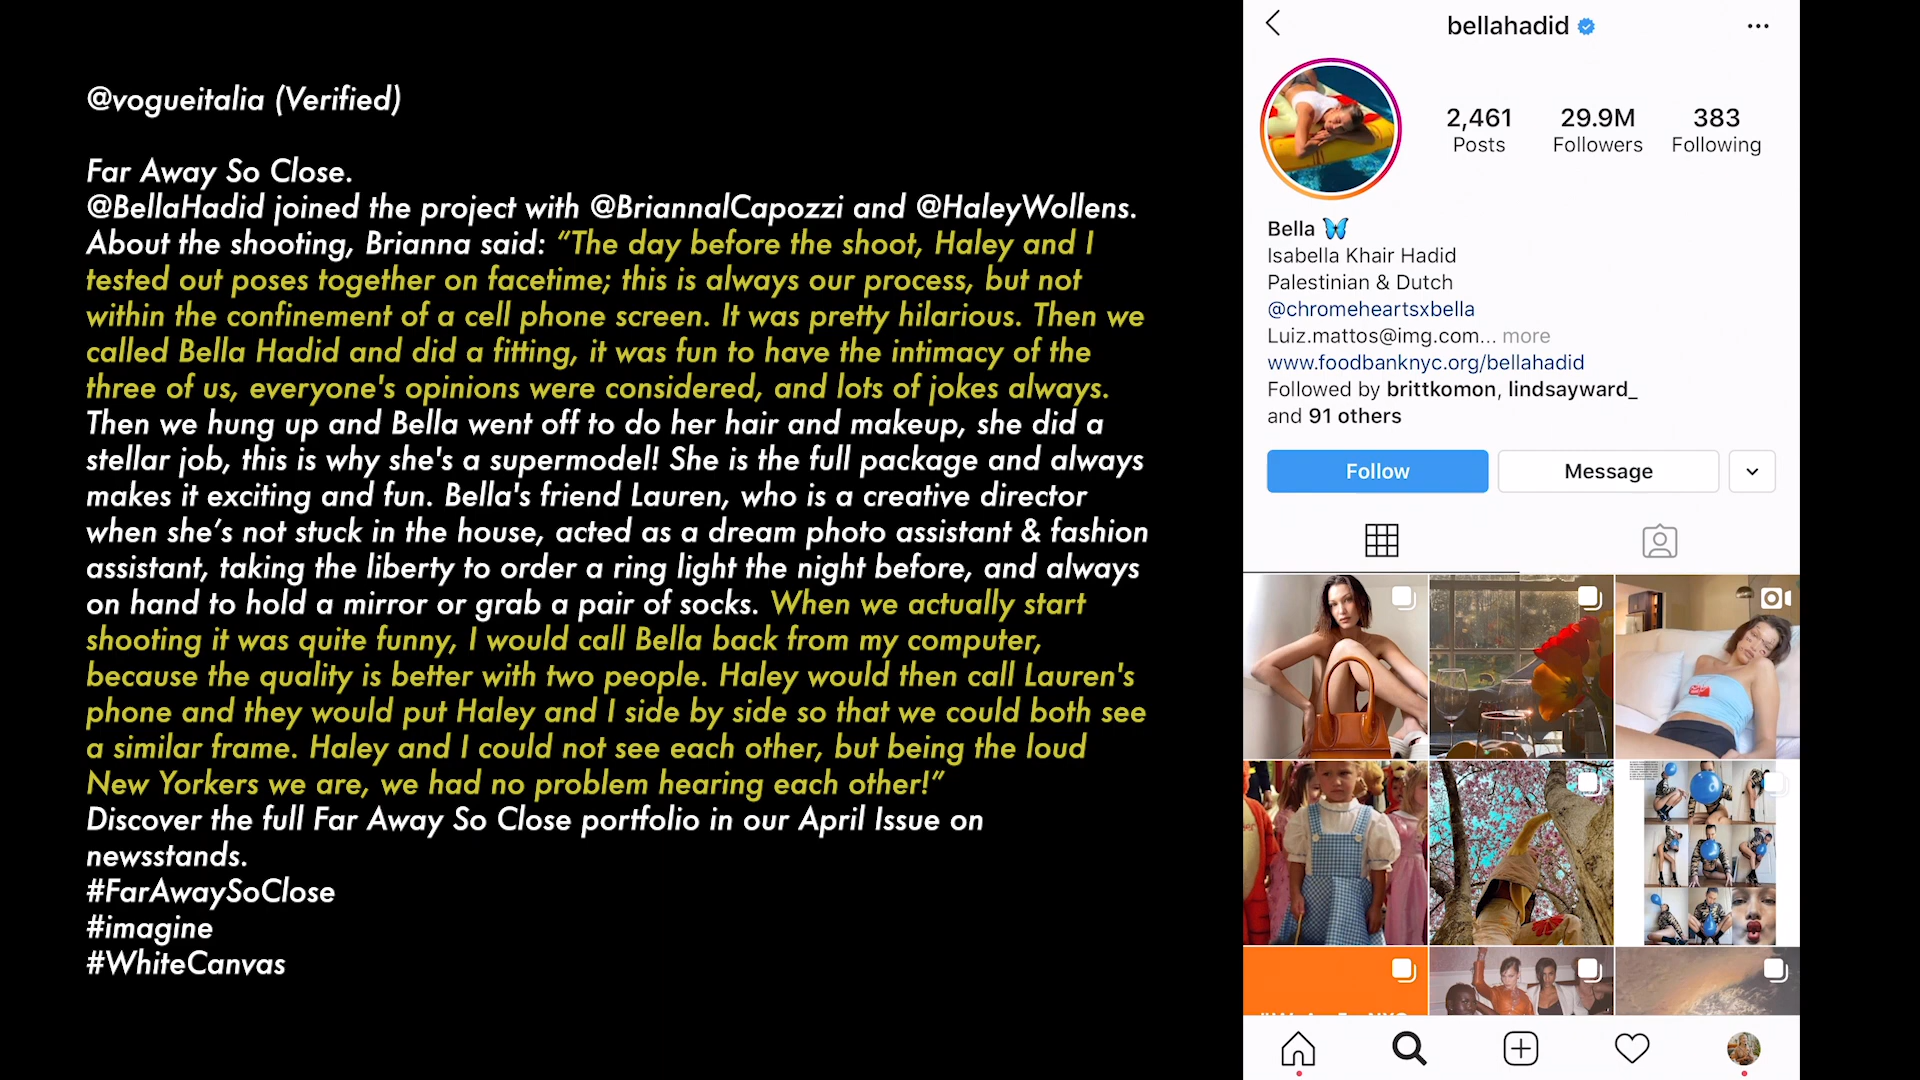 @vogueitalia (Verified)
Far Away So Close.
@BellaHadid joined the project with @BriannalCapozzi and @HaleyWollens.
About the shooting, Brianna said: “The day before the shoot, Haley and I
tested out poses together on facetime; this is always our process, but not
within the confinement of a cell phone screen. It was pretty hilarious. Then we
called Bella Hadid and did a fitting, it was fun to have the intimacy of the
three of us, everyone's opinions were considered, and lots of jokes always.
Then we hung up and Bella went off to do her hair and makeup, she did a
stellar job, this is why she's a supermodel! She is the full package and always
makes it exciting and fun. Bella's friend Lauren, who is a creative director
when she’s not stuck in the house, acted as a dream photo assistant & fashion
assistant, taking the liberty to order a ring light the night before, and always
on hand to hold a mirror or grab a pair of socks. When we actually start
shooting it was quite funny, I would call Bella back from my computer,
because the quality is better with two people. Haley would then call Lauren's
phone and they would put Haley and I side by side so that we could both see
a similar frame. Haley and I could not see each other, but being the loud
New Yorkers we are, we had no problem hearing each other!”
Discover the full Far Away So Close portfolio in our April Issue on
newsstands.
#FarAwaySoClose
#imagine
#WhiteCanvas
bellahadid
2,461 29.9M 383
Posts Followers Following
Bella
Isabella Khair Hadid
Palestinian & Dutch
@chromeheartsxbella
Luiz.mattos@img.com... more
www.foodbanknyc.org/bellahadid
Followed by brittkomon, lindsayward_
and 91 others
Follow Message